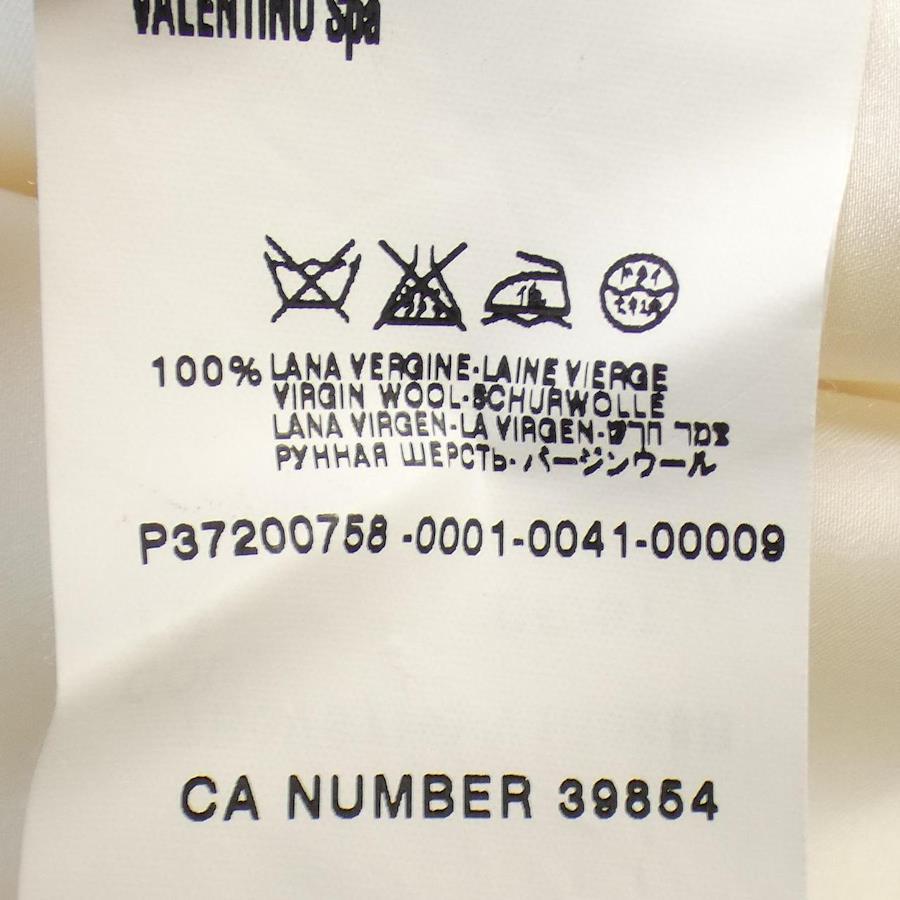 VALENTINO Spa
100% LANA VERGINE·LAINE VIERGE
VIRGIN WOOL·SCHURWOLLE
LANA VIRGEN-LA VIRGEN-צמר חדש
РУННАЯ ШЕРСТЬ·バージンウール
P37200758-0001-0041-00009
CA NUMBER 39854